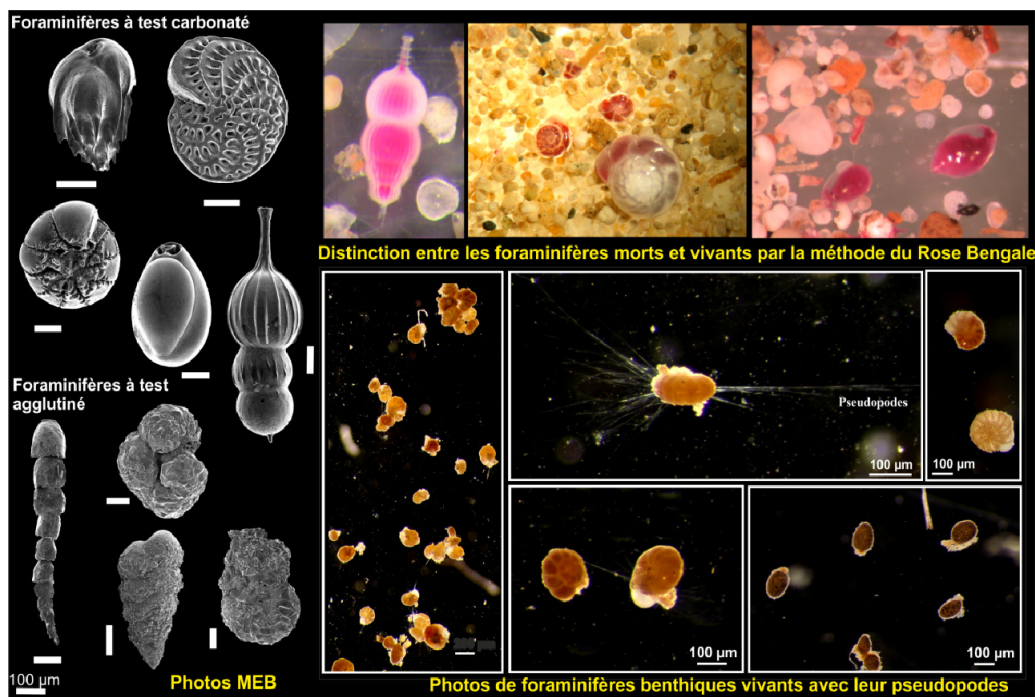 Foraminifères à test carbonaté
Distinction entre les foraminifères morts et vivants par la méthode du Rose Bengale
Foraminifères à test
agglutiné
100 µm
Photos MEB
Pseudopodes
100 µm
100 µm
100 µm
100 µm
Photos de foraminifères benthiques vivants avec leur pseudopodes